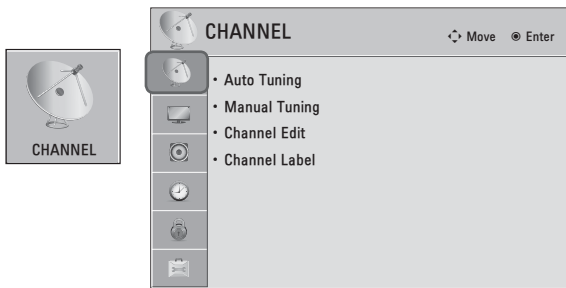 CHANNEL
CHANNEL
Move Enter
• Auto Tuning
• Manual Tuning
• Channel Edit
• Channel Label